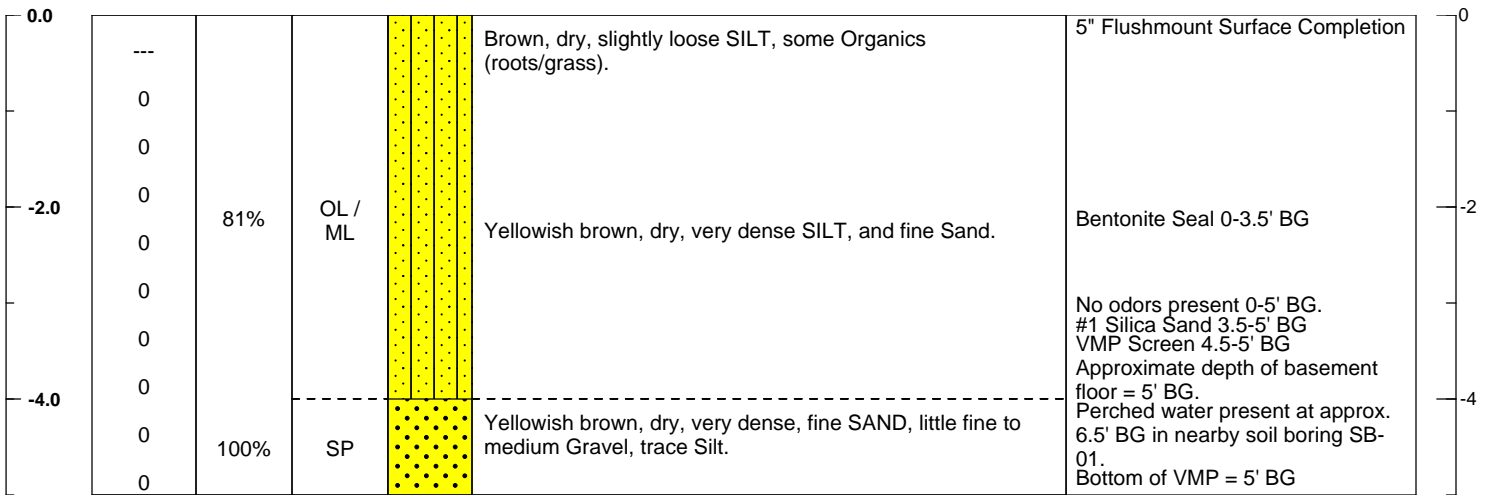 0.0
---
Brown, dry, slightly loose SILT, some Organics
(roots/grass).
5" Flushmount Surface Completion
0
0
0
0
-2.0
0
81%
OL /
ML
Yellowish brown, dry, very dense SILT, and fine Sand.
Bentonite Seal 0-3.5' BG
-2
0
0
No odors present 0-5' BG.
#1 Silica Sand 3.5-5' BG
0
VMP Screen 4.5-5' BG
Approximate depth of basement
0
floor = 5' BG.
-4.0
-4
Perched water present at approx.
6.5' BG in nearby soil boring SB-
01.
Bottom of VMP = 5' BG
0
100%
SP
Yellowish brown, dry, very dense, fine SAND, little fine to
medium Gravel, trace Silt.
0